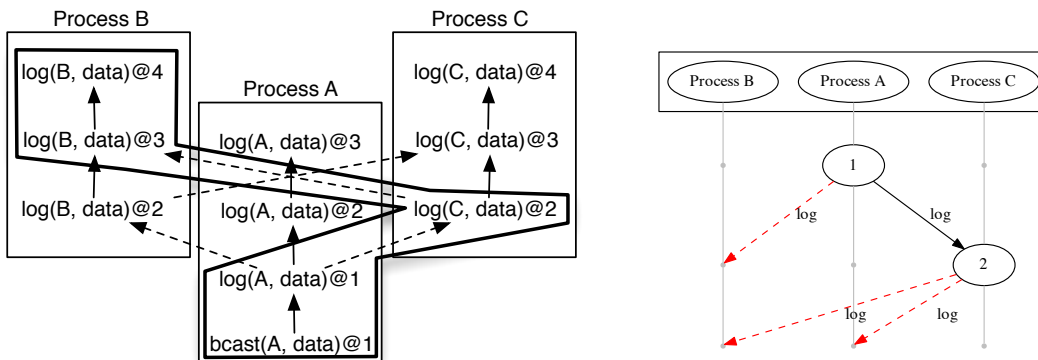 Process B
log(B, data)@4
log(B, data)@3
log(B, data)@2
Process A
log(A, data)@3
log(A, data)@2
log(A, data)@1
bcast(A, data)@1
Process C
log(C, data)@4
log(C, data)@3
log(C, data)@2
Process B
Process A
Process C
1
log
log
2
log
log